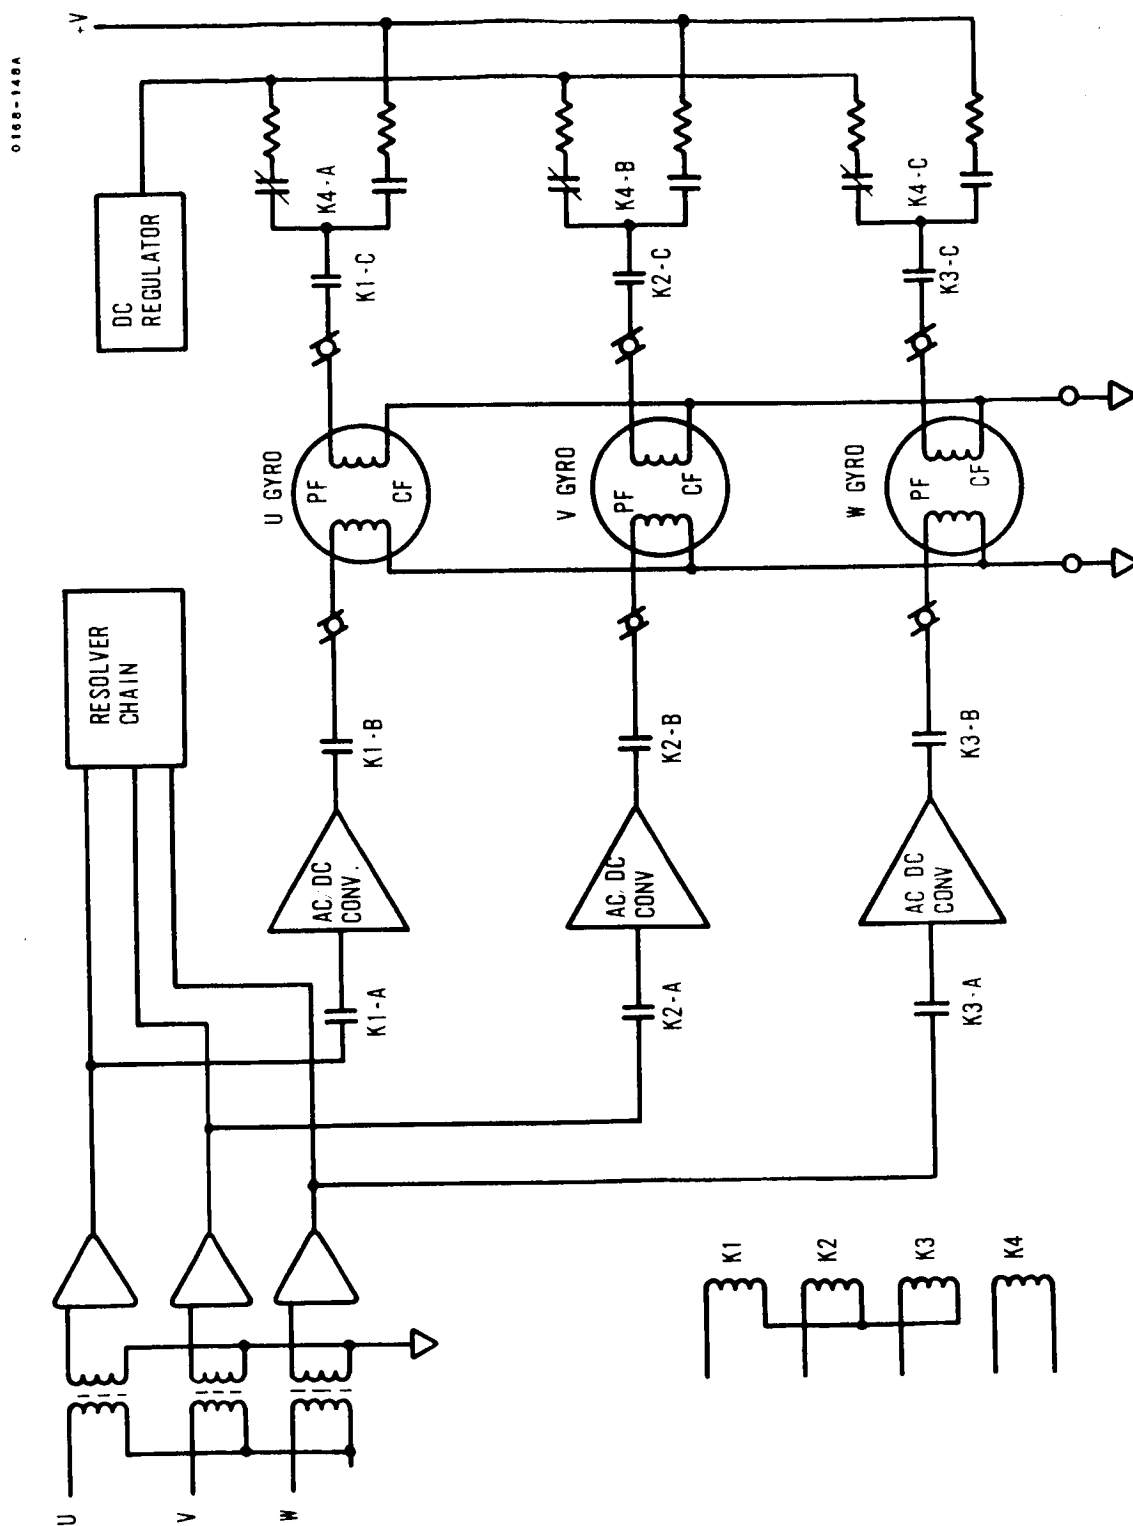 0168-148A
+V
DC
REGULATOR
K4-A
K4-B
K4-C
K1-C
K2-C
K3-C
U GYRO
PF
CF
V GYRO
PF
CF
W GYRO
PF
CF
RESOLVER
CHAIN
K1-B
K2-B
K3-B
AC/DC
CONV.
AC/DC
CONV
AC DC
CONV
K1-A
K2-A
K3-A
U
V
W
K1
K2
K3
K4